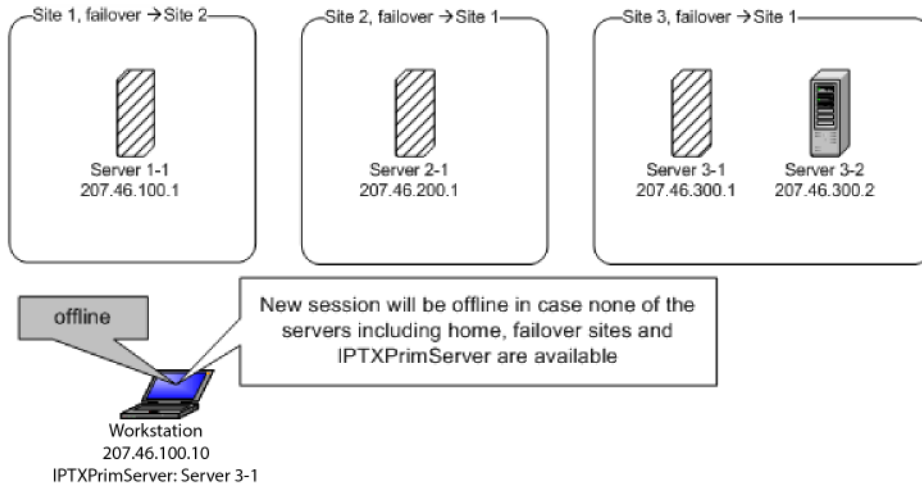 Site 1, failover →Site 2
Site 2, failover →Site 1
Site 3, failover →Site 1
Server 1-1
207.46.100.1
Server 2-1
207.46.200.1
Server 3-1
207.46.300.1
Server 3-2
207.46.300.2
offline
New session will be offline in case none of the
servers including home, failover sites and
IPTXPrimServer are available
Workstation
207.46.100.10
IPTXPrimServer: Server 3-1